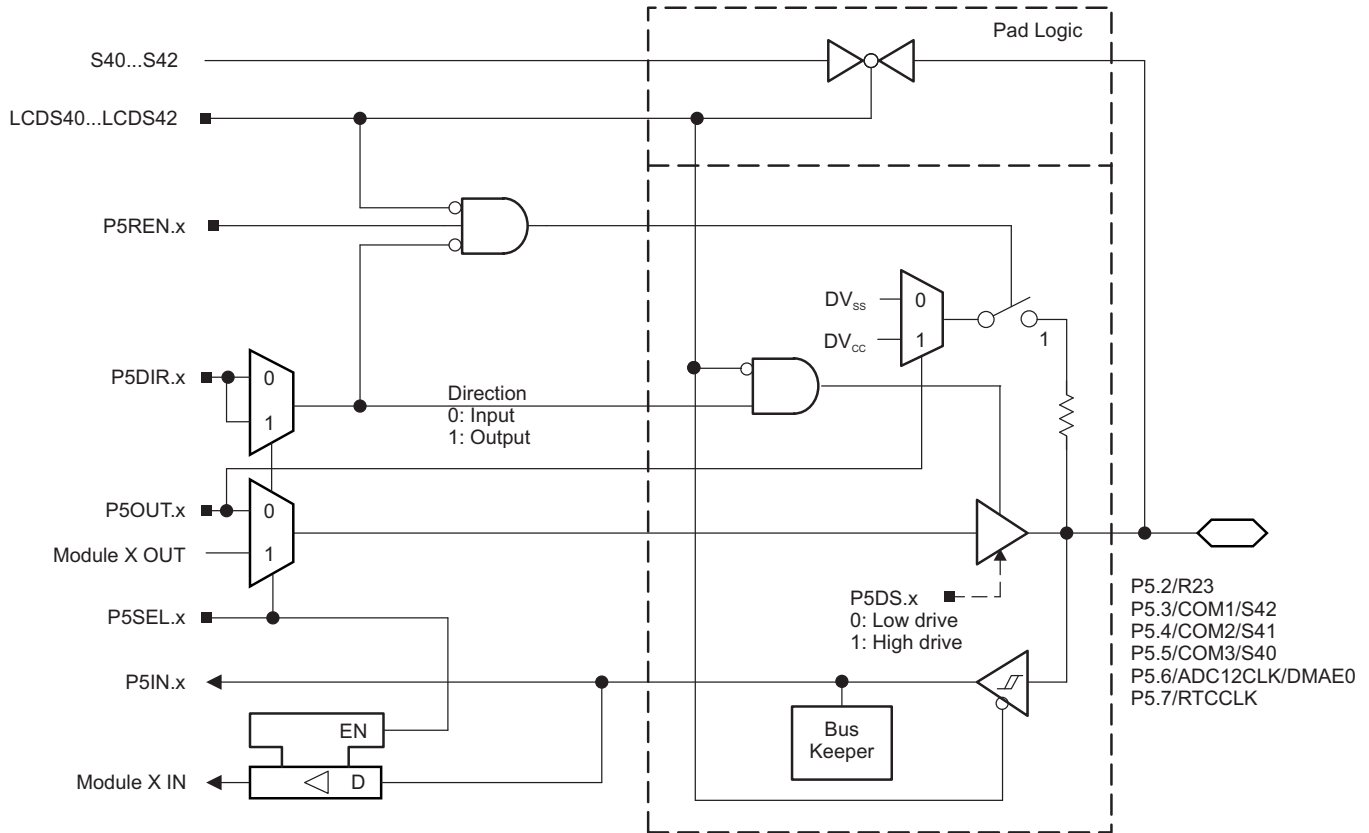 Pad Logic
S40...S42
LCDS40...LCDS42
P5REN.x
DVSS
0
DVCC
1
1
P5DIR.x
0
1
Direction
0: Input
1: Output
P5OUT.x
0
Module X OUT
1
P5DS.x
0: Low drive
1: High drive
P5.2/R23
P5.3/COM1/S42
P5.4/COM2/S41
P5.5/COM3/S40
P5.6/ADC12CLK/DMAE0
P5.7/RTCCLK
P5SEL.x
P5IN.x
EN
Bus
Keeper
Module X IN
D